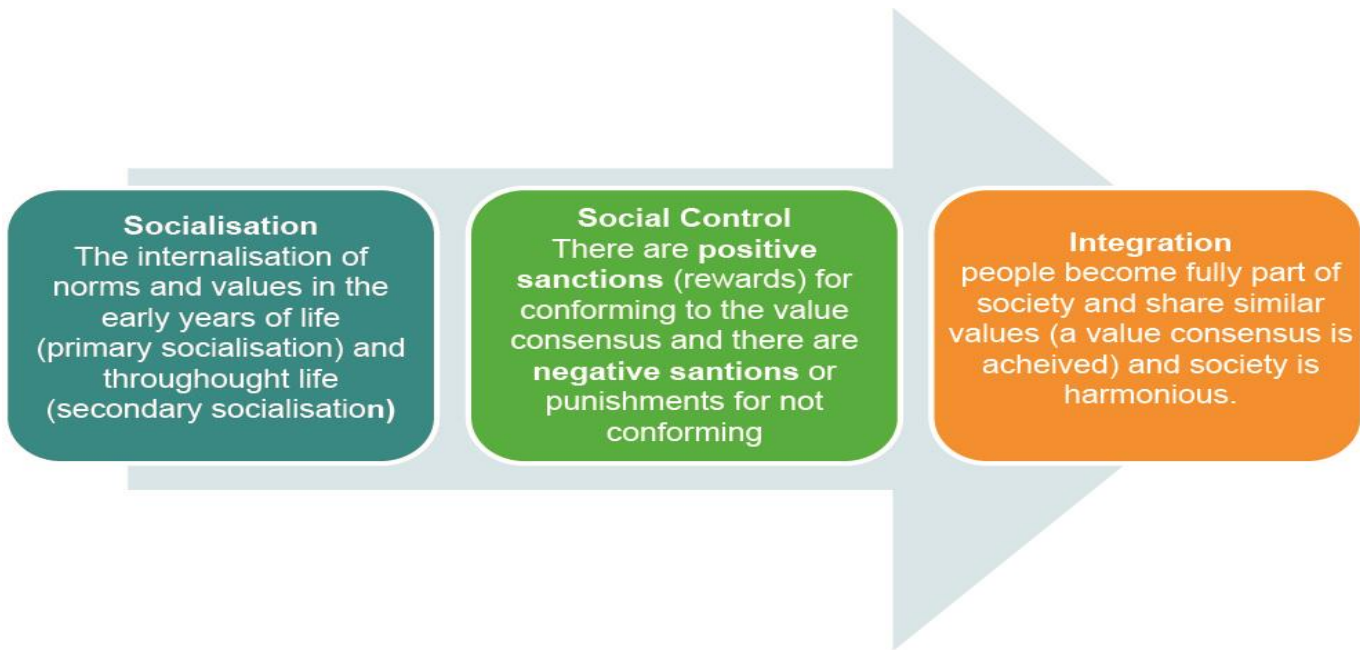 Socialisation
The internalisation of
norms and values in the
early years of life
(primary socialisation) and
throughought life
(secondary socialisation)
Social Control
There are positive
sanctions (rewards) for
conforming to the value
consensus and there are
negative santions or
punishments for not
conforming
Integration
people become fully part of
society and share similar
values (a value consensus is
acheived) and society is
harmonious.